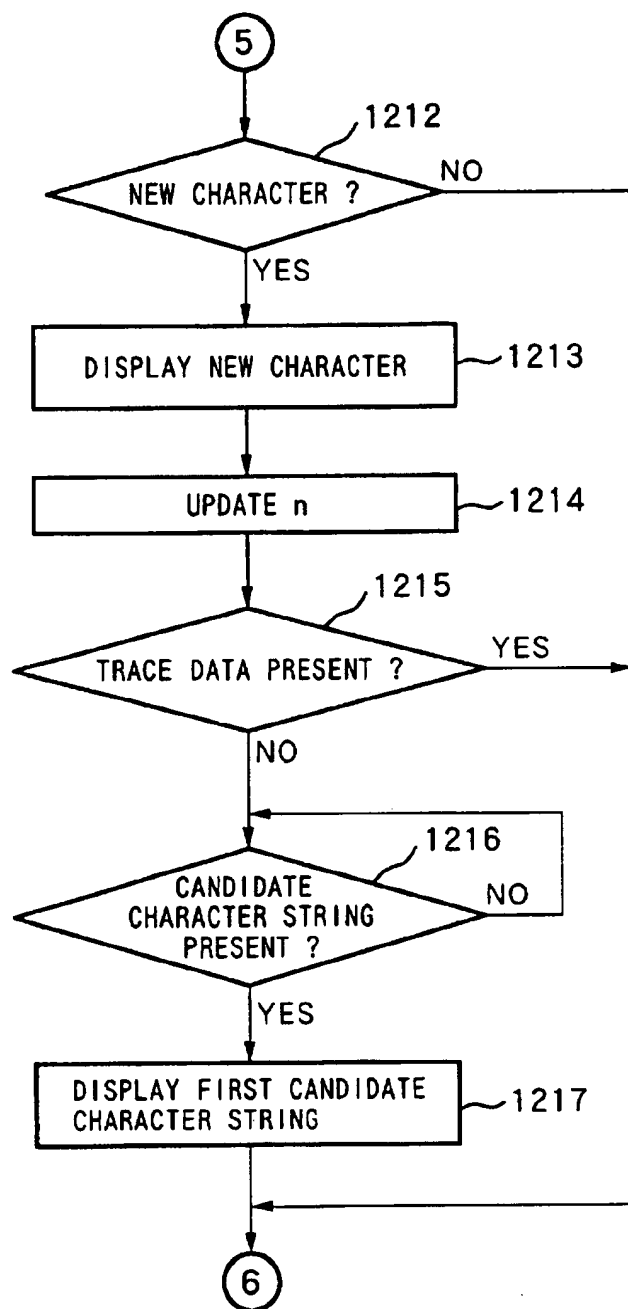 5
1212
NEW CHARACTER ?
NO
YES
DISPLAY NEW CHARACTER
1213
UPDATE n
1214
1215
TRACE DATA PRESENT ?
YES
NO
1216
CANDIDATE
CHARACTER STRING
PRESENT ?
NO
YES
DISPLAY FIRST CANDIDATE
CHARACTER STRING
1217
6